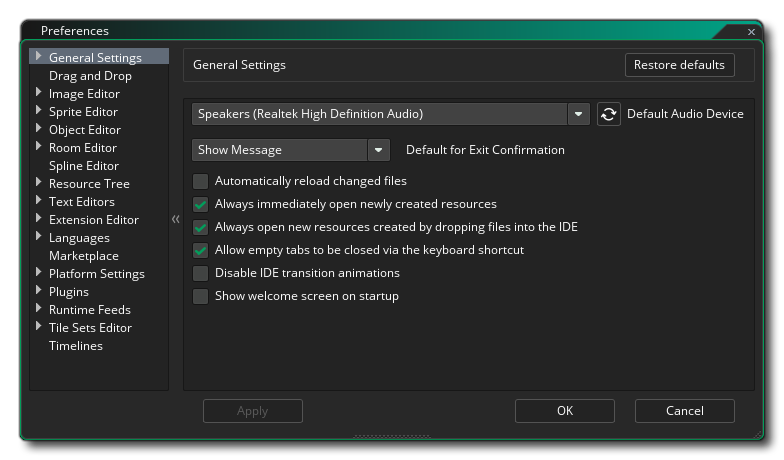 Preferences
General Settings
Drag and Drop
Image Editor
Sprite Editor
Object Editor
Room Editor
Spline Editor
Resource Tree
Text Editors
Extension Editor
Languages
Marketplace
Platform Settings
Plugins
Runtime Feeds
Tile Sets Editor
Timelines
General Settings
Restore defaults
Speakers (Realtek High Definition Audio)
Default Audio Device
Show Message
Default for Exit Confirmation
Automatically reload changed files
Always immediately open newly created resources
Always open new resources created by dropping files into the IDE
Allow empty tabs to be closed via the keyboard shortcut
Disable IDE transition animations
Show welcome screen on startup
Apply
OK
Cancel